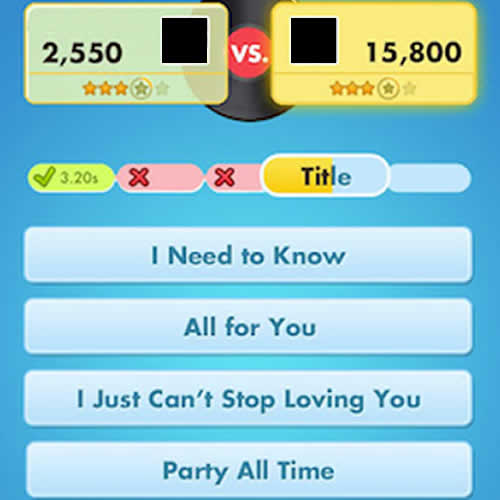 2,550 VS. 15,800
3.20s Title
I Need to Know
All for You
I Just Can't Stop Loving You
Party All Time